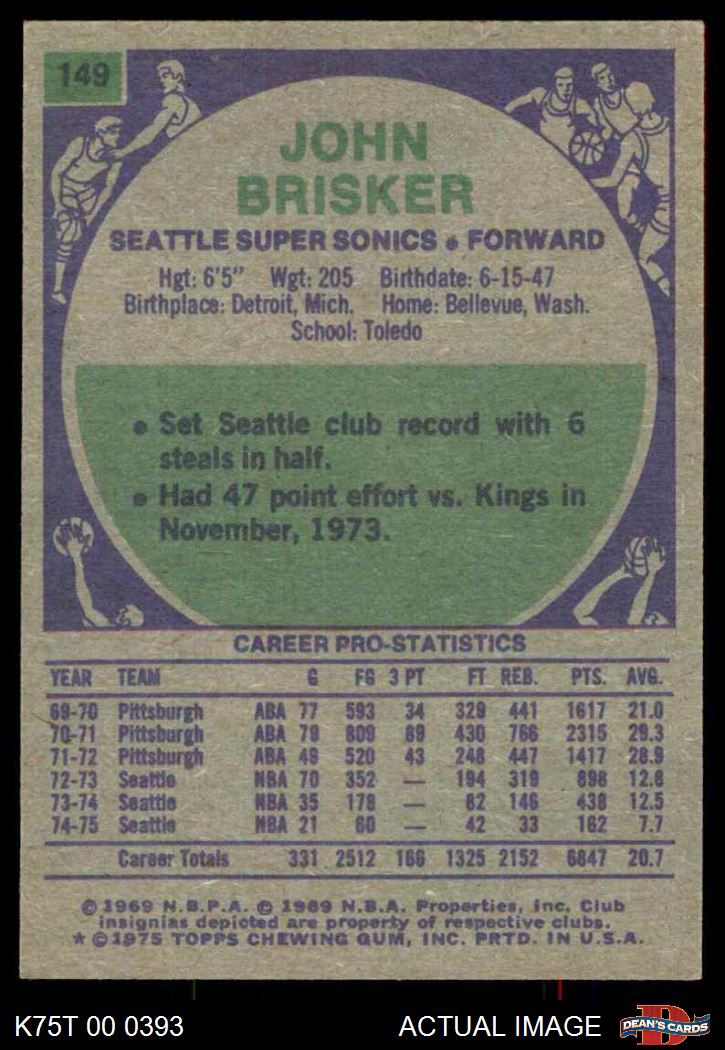 149
JOHN
BRISKER
SEATTLE SUPER SONICS • FORWARD
Hgt: 6'5" Wgt: 205 Birthdate: 6-15-47
Birthplace: Detroit, Mich. Home: Bellevue, Wash.
School: Toledo
• Set Seattle club record with 6
steals in half.
• Had 47 point effort vs. Kings in
November, 1973.
CAREER PRO-STATISTICS
YEAR TEAM G FG 3 PT FT REB. PTS. AVG.
69-70 Pittsburgh ABA 77 593 34 329 441 1617 21.0
70-71 Pittsburgh ABA 79 809 89 430 766 2315 29.3
71-72 Pittsburgh ABA 49 520 43 248 447 1417 28.9
72-73 Seattle NBA 70 352 — 194 319 898 12.8
73-74 Seattle NBA 35 178 — 82 146 438 12.5
74-75 Seattle NBA 21 60 — 42 33 162 7.7
Career Totals 331 2512 166 1325 2152 6847 20.7
© 1969 N.B.P.A. © 1969 N.B.A. Properties, Inc. Club
insignias depicted are property of respective clubs.
* © 1975 TOPPS CHEWING GUM, INC. PRTD. IN U.S.A.
K75T 00 0393 ACTUAL IMAGE DEAN'S CARDS